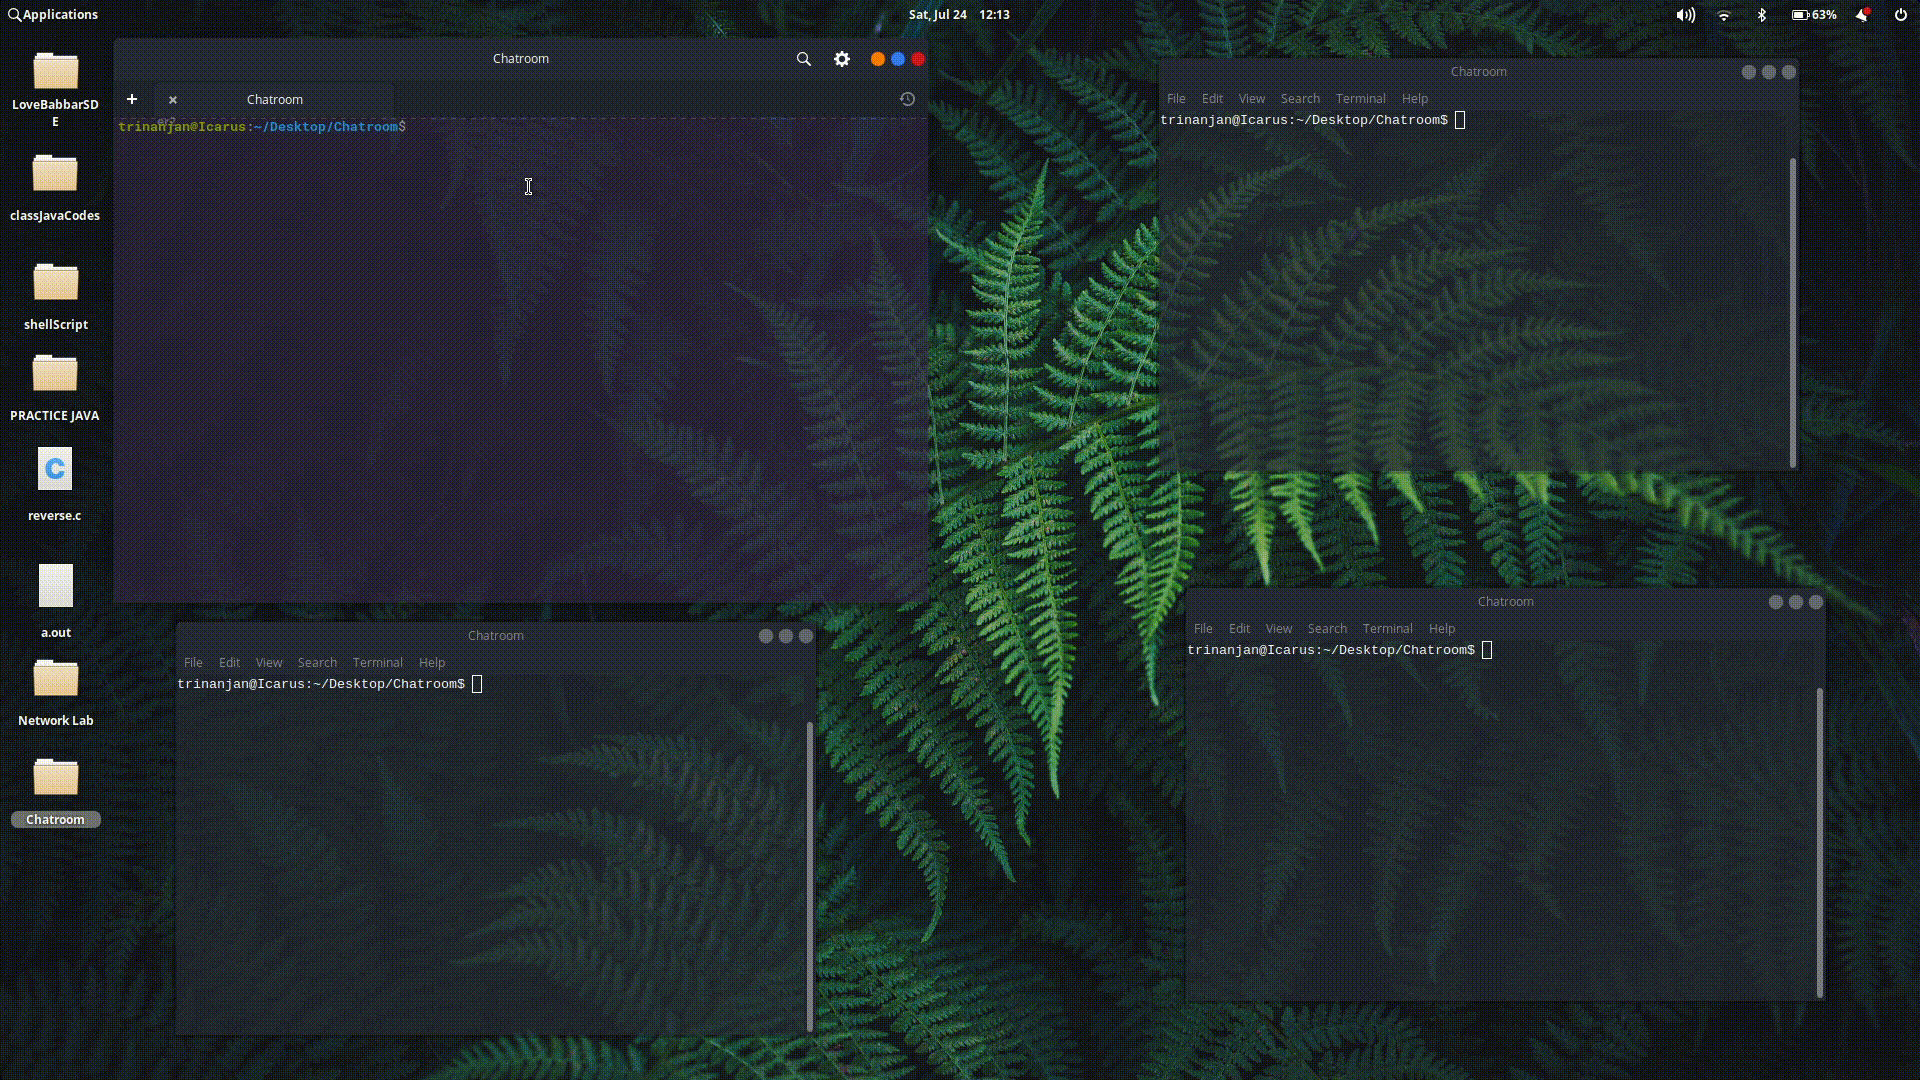 Applications
Sat, Jul 24 12:13
63%
LoveBabbarSD
E
classJavaCodes
shellScript
PRACTICE JAVA
C
reverse.c
a.out
Network Lab
Chatroom
Chatroom
Chatroom
trinanjan@Icarus:~/Desktop/Chatroom$
Chatroom
File Edit View Search Terminal Help
trinanjan@Icarus:~/Desktop/Chatroom$
Chatroom
File Edit View Search Terminal Help
trinanjan@Icarus:~/Desktop/Chatroom$
Chatroom
File Edit View Search Terminal Help
trinanjan@Icarus:~/Desktop/Chatroom$